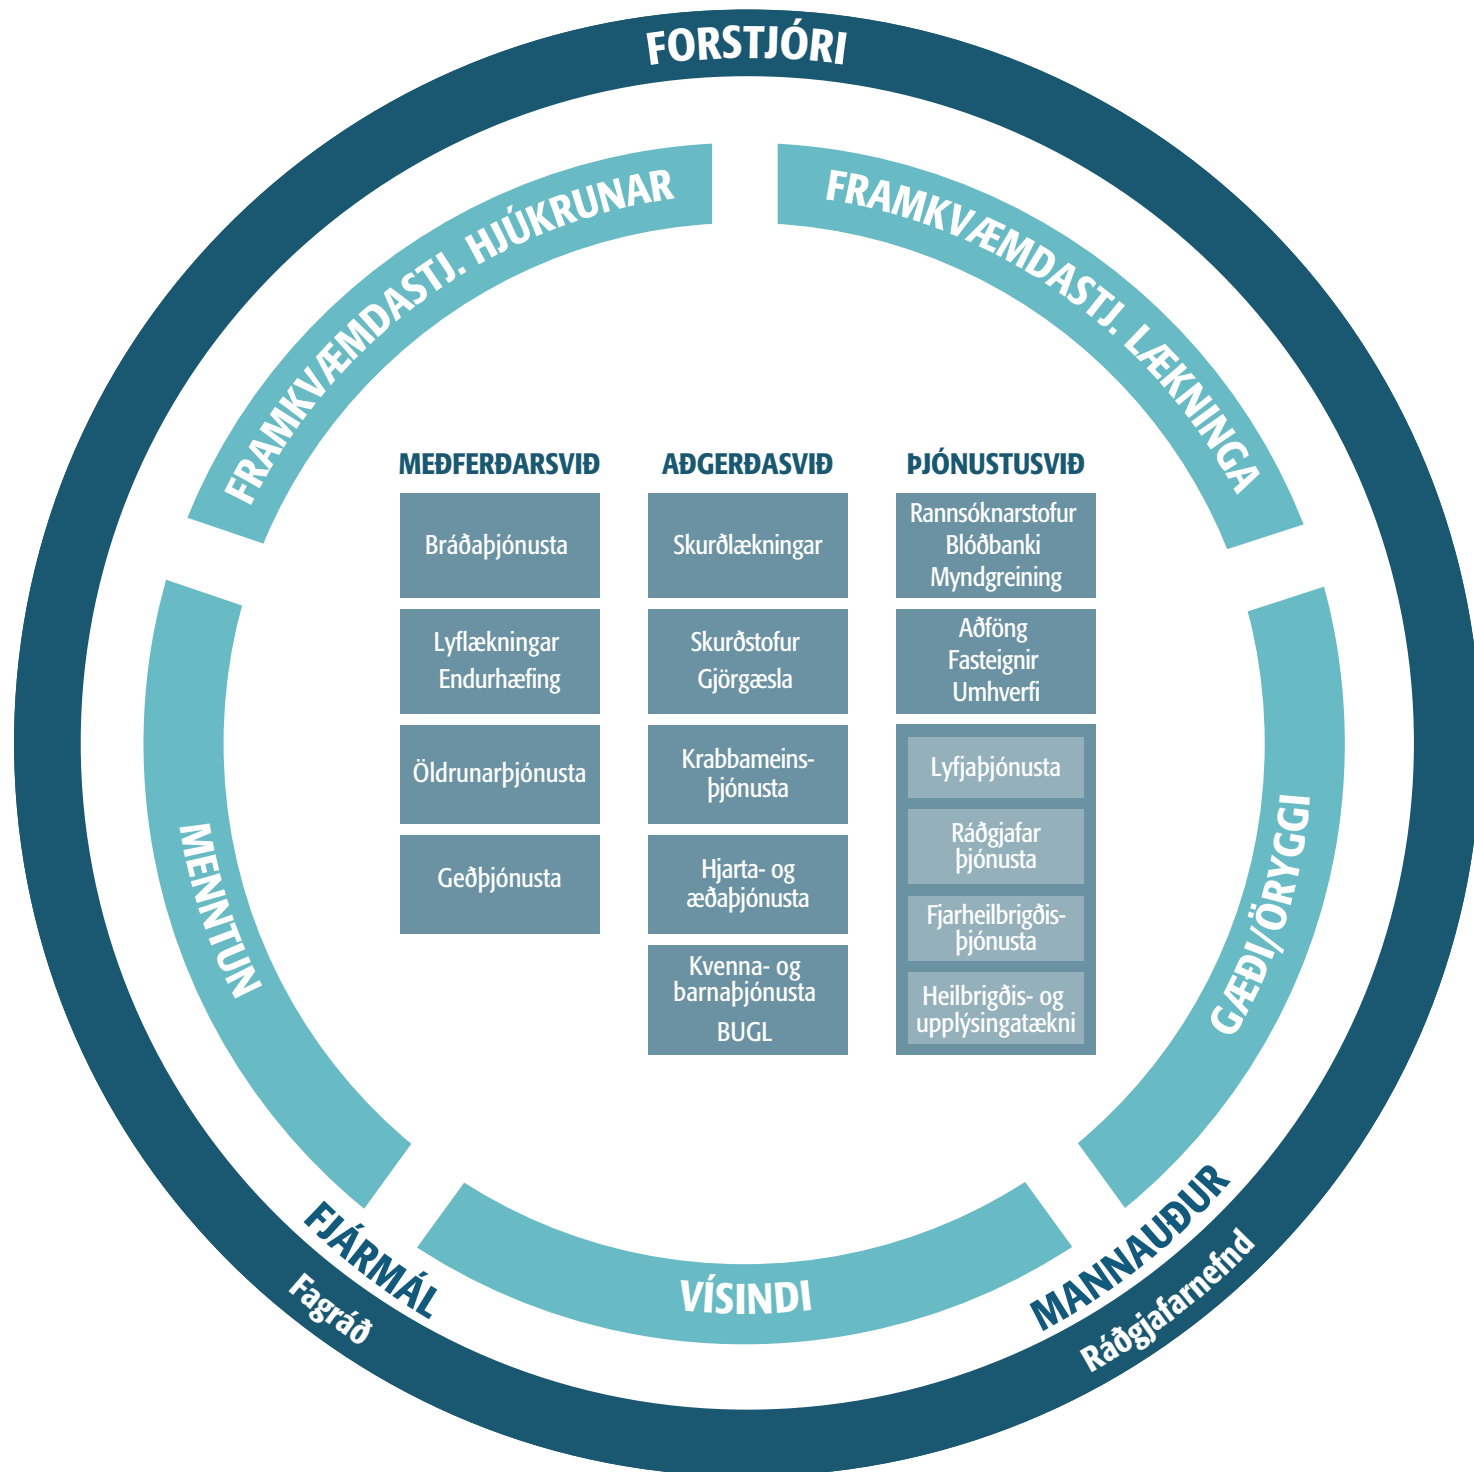 FORSTJÓRI
FRAMKVÆMDASTJ. HJÚKRUNAR
FRAMKVÆMDASTJ. LÆKNINGA
MEÐFERÐARSVIÐ
Bráðaþjónusta
Lyflækningar
Endurhæfing
Öldrunarþjónusta
Geðþjónusta
AÐGERÐASVIÐ
Skurðlækningar
Skurðstofur
Gjörgæsla
Krabbameins-
þjónusta
Hjarta- og
æðaþjónusta
Kvenna- og
barnaþjónusta
BUGL
ÞJÓNUSTUSVIÐ
Rannsóknarstofur
Blóðbanki
Myndgreining
Aðföng
Fasteignir
Umhverfi
Lyfjaþjónusta
Ráðgjafar
þjónusta
Fjarheilbrigðis-
þjónusta
Heilbrigðis- og
upplýsingatækni
MENNTUN
GÆÐI/ÖRYGGI
VÍSINDI
FJÁRMÁL
MANNAUÐUR
Fagráð
Ráðgjafarnefnd